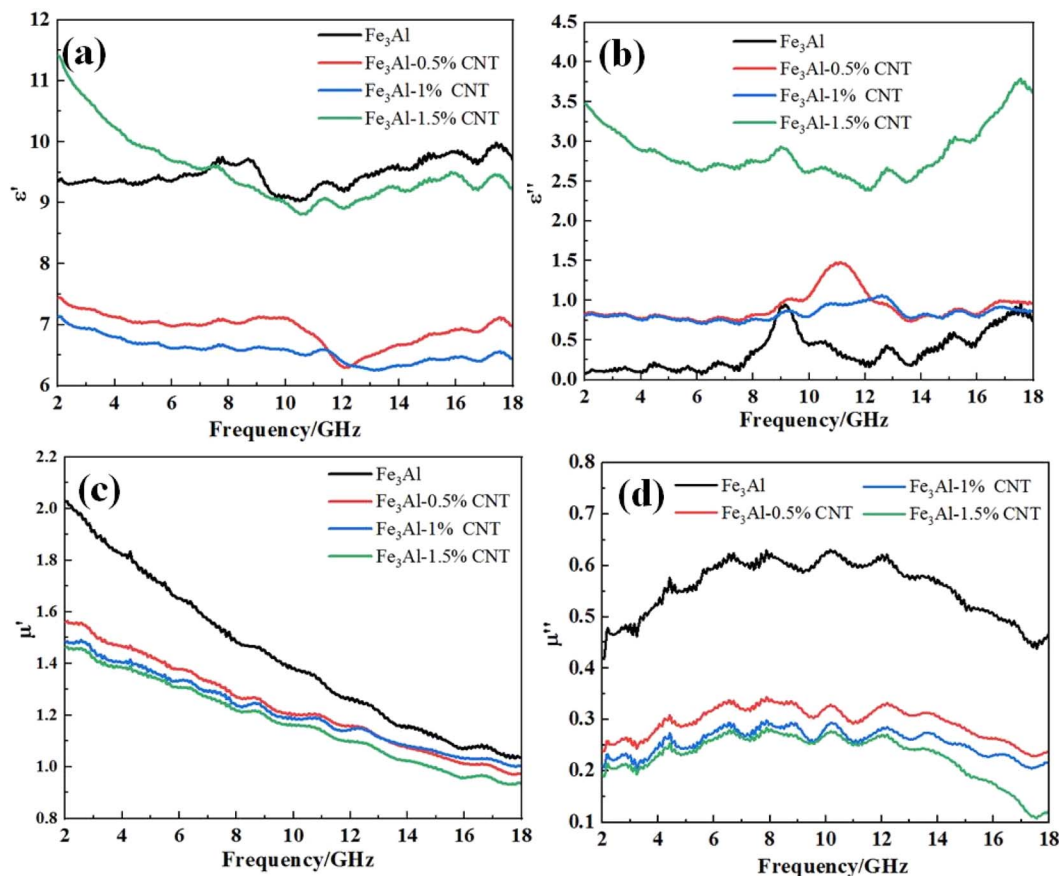 (a)
Fe₃Al
Fe₃Al-0.5% CNT
Fe₃Al-1% CNT
Fe₃Al-1.5% CNT
12
11
10
9
8
7
6
ε'
2 4 6 8 10 12 14 16 18
Frequency/GHz
(b)
Fe₃Al
Fe₃Al-0.5% CNT
Fe₃Al-1% CNT
Fe₃Al-1.5% CNT
4.5
4.0
3.5
3.0
2.5
2.0
1.5
1.0
0.5
0.0
ε''
2 4 6 8 10 12 14 16 18
Frequency/GHz
(c)
Fe₃Al
Fe₃Al-0.5% CNT
Fe₃Al-1% CNT
Fe₃Al-1.5% CNT
2.2
2.0
1.8
1.6
1.4
1.2
1.0
0.8
μ'
2 4 6 8 10 12 14 16 18
Frequency/GHz
(d)
Fe₃Al Fe₃Al-1% CNT
Fe₃Al-0.5% CNT Fe₃Al-1.5% CNT
0.8
0.7
0.6
0.5
0.4
0.3
0.2
0.1
μ''
2 4 6 8 10 12 14 16 18
Frequency/GHz